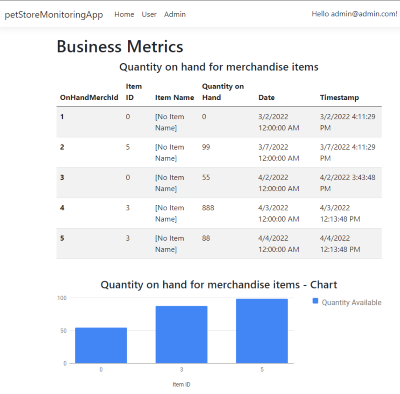 petStoreMonitoringApp Home User Admin Hello admin@admin.com!
Business Metrics
Quantity on hand for merchandise items
OnHandMerchId Item ID Item Name Quantity on Hand Date Timestamp
1 0 [No Item Name] 0 3/2/2022 12:00:00 AM 3/2/2022 4:11:29 PM
2 5 [No Item Name] 99 3/7/2022 12:00:00 AM 3/7/2022 4:11:29 PM
3 0 [No Item Name] 55 4/2/2022 12:00:00 AM 4/2/2022 3:43:48 PM
4 3 [No Item Name] 888 4/3/2022 12:00:00 AM 4/3/2022 12:13:48 PM
5 3 [No Item Name] 88 4/4/2022 12:00:00 AM 4/4/2022 12:13:48 PM
Quantity on hand for merchandise items - Chart
100
50
0
0 3 5
Item ID
Quantity Available